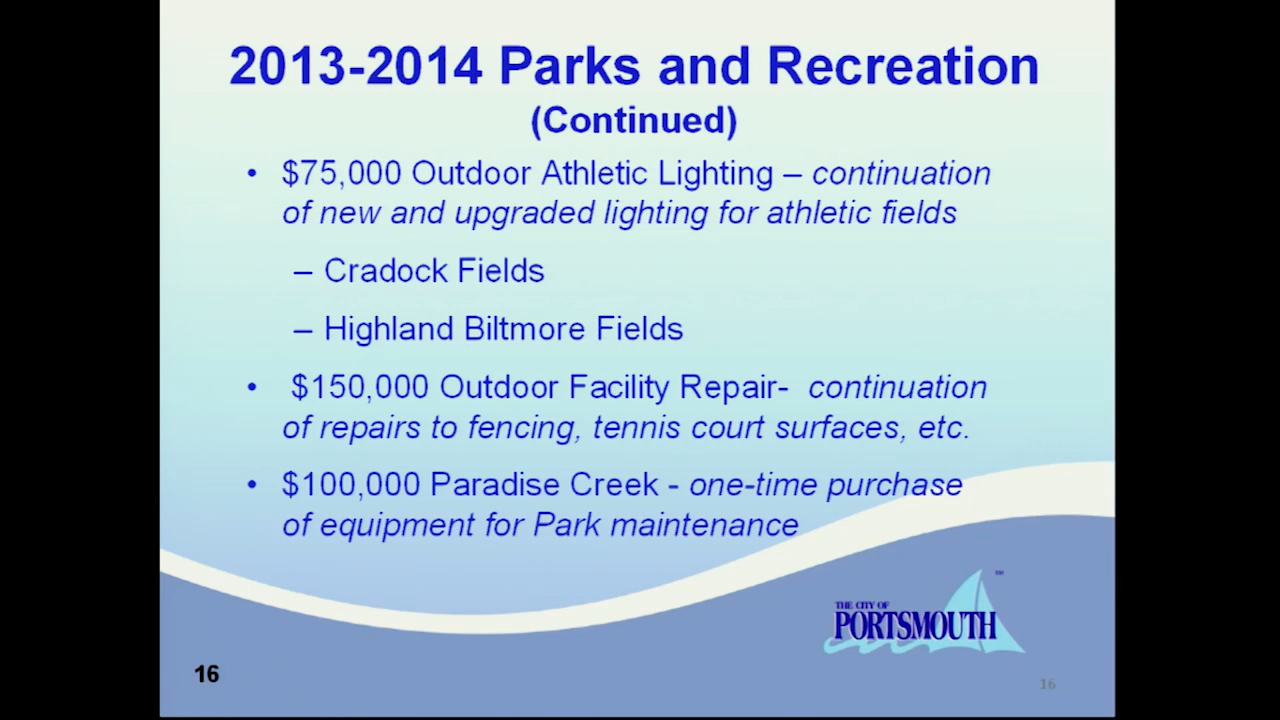 2013-2014 Parks and Recreation
(Continued)
• $75,000 Outdoor Athletic Lighting – continuation
of new and upgraded lighting for athletic fields
– Cradock Fields
– Highland Biltmore Fields
• $150,000 Outdoor Facility Repair- continuation
of repairs to fencing, tennis court surfaces, etc.
• $100,000 Paradise Creek - one-time purchase
of equipment for Park maintenance
THE CITY OF
PORTSMOUTH
16
16